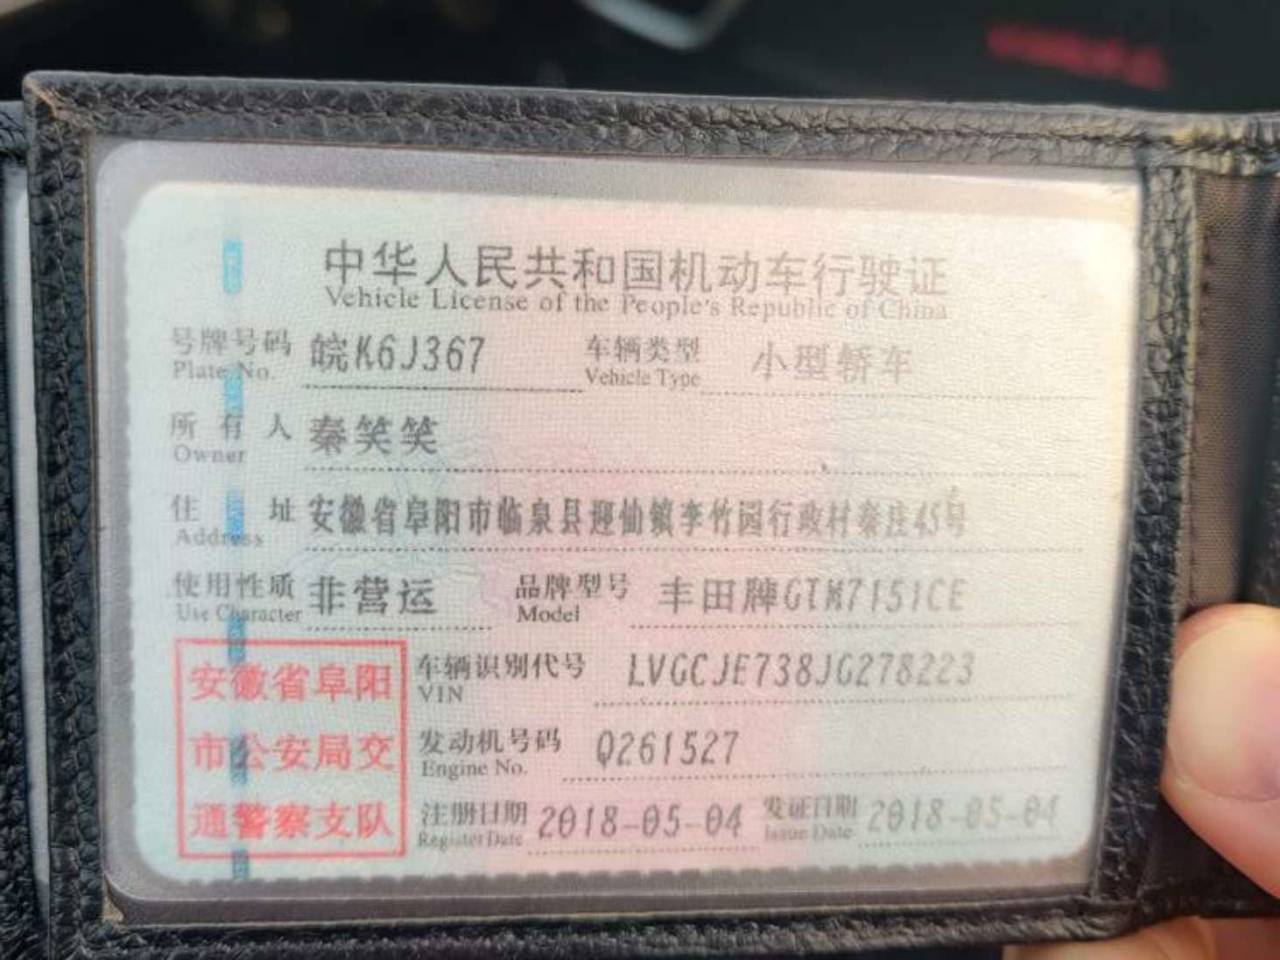 中华人民共和国机动车行驶证
Vehicle License of the People's Republic of China
号牌号码 皖K6J367 车辆类型 小型轿车
Plate No. Vehicle Type
所有人 秦笑笑
Owner
住址 安徽省阜阳市临泉县迎仙镇李竹园行政村秦庄45号
Address
使用性质 非营运 品牌型号 丰田牌GTM7151CE
Use Character Model
安徽省阜阳 车辆识别代号 LVGCJE738JG278223
VIN
市公安局交 发动机号码 Q261527
Engine No.
通警察支队 注册日期 2018-05-04 发证日期 2018-05-04
Register Date Issue Date